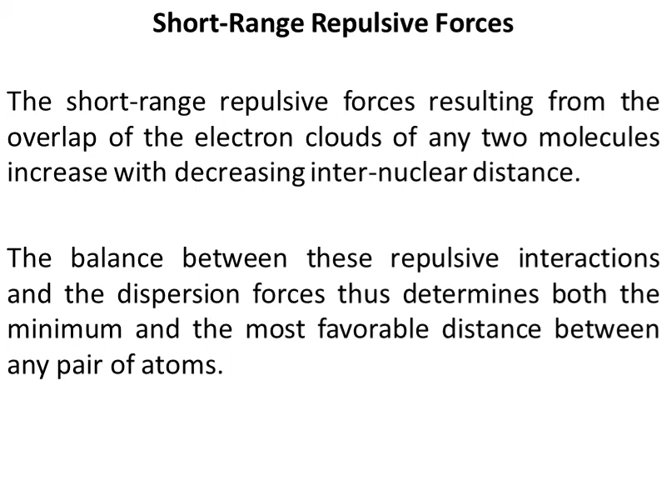 Short-Range Repulsive Forces
The short-range repulsive forces resulting from the
overlap of the electron clouds of any two molecules
increase with decreasing inter-nuclear distance.
The balance between these repulsive interactions
and the dispersion forces thus determines both the
minimum and the most favorable distance between
any pair of atoms.